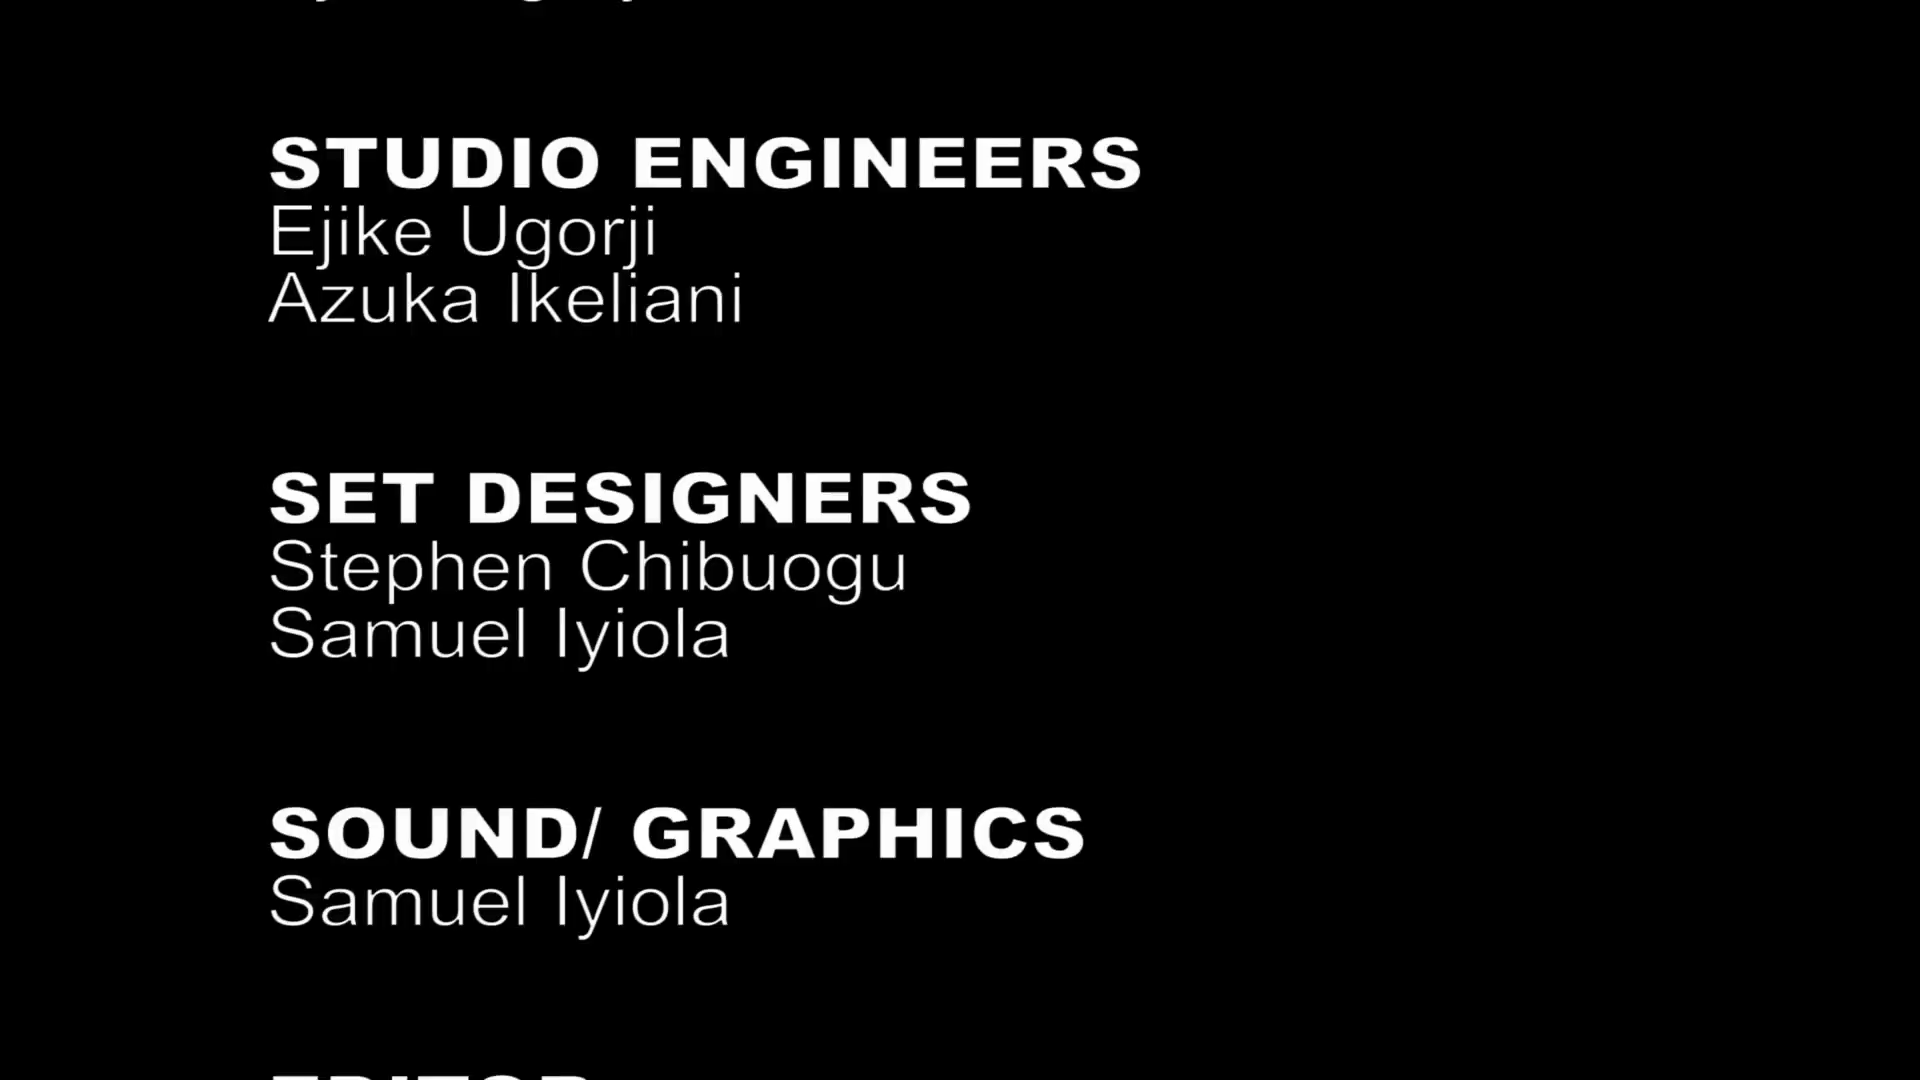 STUDIO ENGINEERS
Ejike Ugorji
Azuka Ikeliani
SET DESIGNERS
Stephen Chibuogu
Samuel Iyiola
SOUND/ GRAPHICS
Samuel Iyiola